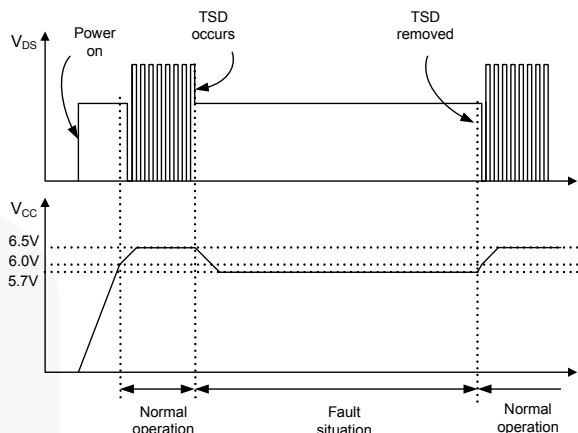 Power
on
TSD
occurs
TSD
removed
VDS
VCC
6.5V
6.0V
5.7V
Normal
operation
Fault
situation
Normal
operation